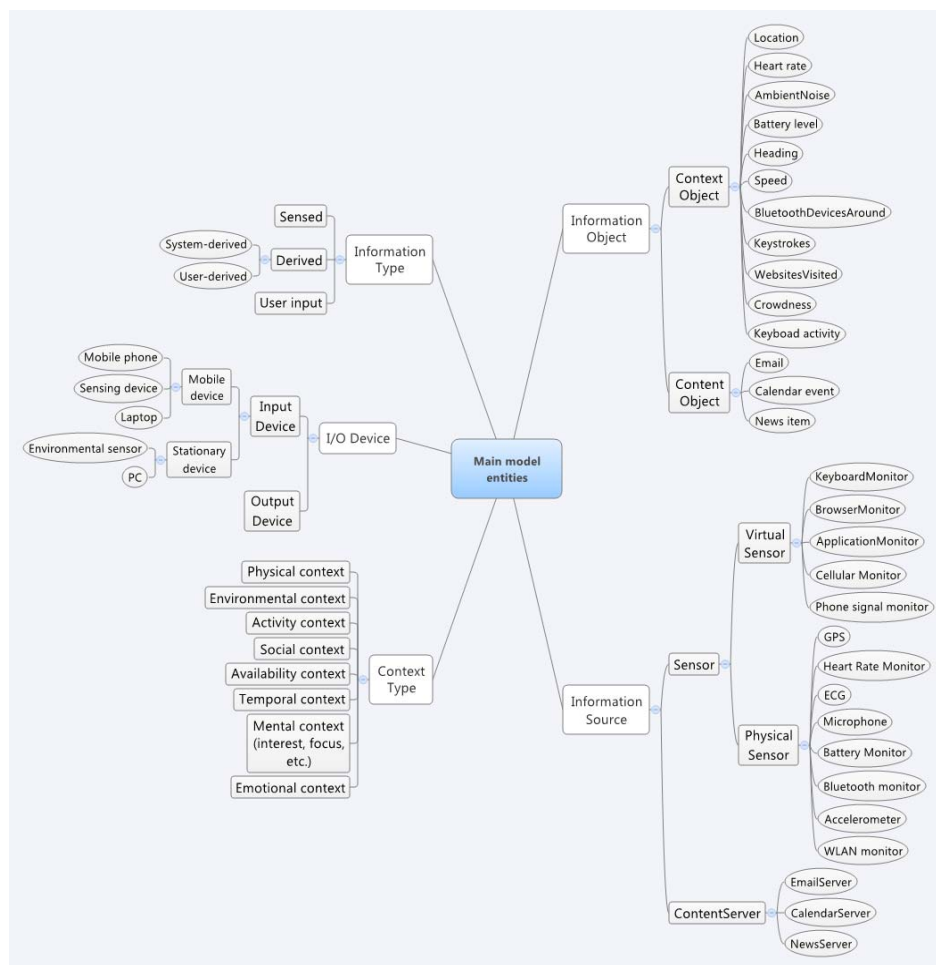 Main model
entities
Information
Object
Context
Object
Location
Heart rate
AmbientNoise
Battery level
Heading
Speed
BluetoothDevicesAround
Keystrokes
WebsitesVisited
Crowdness
Keyboad activity
Content
Object
Email
Calendar event
News item
Information
Type
Sensed
Derived
System-derived
User-derived
User input
I/O Device
Input
Device
Mobile
device
Mobile phone
Sensing device
Laptop
Stationary
device
Environmental sensor
PC
Output
Device
Context
Type
Physical context
Environmental context
Activity context
Social context
Availability context
Temporal context
Mental context
(interest, focus,
etc.)
Emotional context
Information
Source
Sensor
Virtual
Sensor
KeyboardMonitor
BrowserMonitor
ApplicationMonitor
Cellular Monitor
Phone signal monitor
Physical
Sensor
GPS
Heart Rate Monitor
ECG
Microphone
Battery Monitor
Bluetooth monitor
Accelerometer
WLAN monitor
ContentServer
EmailServer
CalendarServer
NewsServer